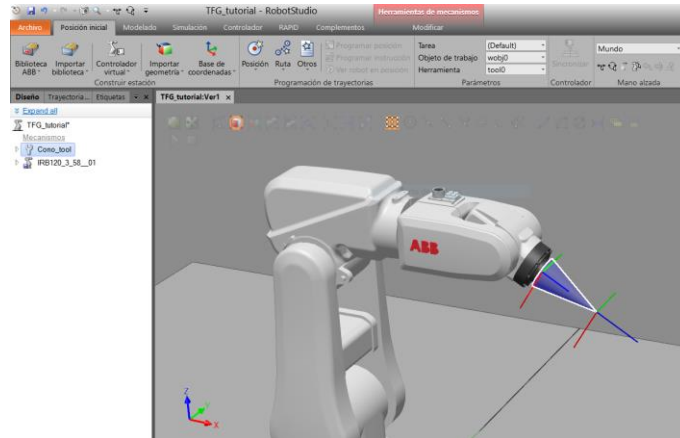 TFG_tutorial - RobotStudio
Herramientas de mecanismos
Archivo Posición inicial Modelado Simulación Controlador RAPID Complementos Modificar
Biblioteca ABB Importar biblioteca Controlador virtual Importar geometría Base de coordenadas Posición Ruta Otros
Programar posición
Programar instrucción
Ver robot en posición
Tarea (Default)
Objeto de trabajo wobj0
Herramienta tool0
Sincronizar
Mundo
Construir estación Programación de trayectorias Parámetros Controlador Mano alzada
Diseño Trayectoria... Etiquetas TFG_tutorial:Ver1
Expand all
TFG_tutorial*
Mecanismos
Cono_tool
IRB120_3_58__01
ABB
Z
Y
X